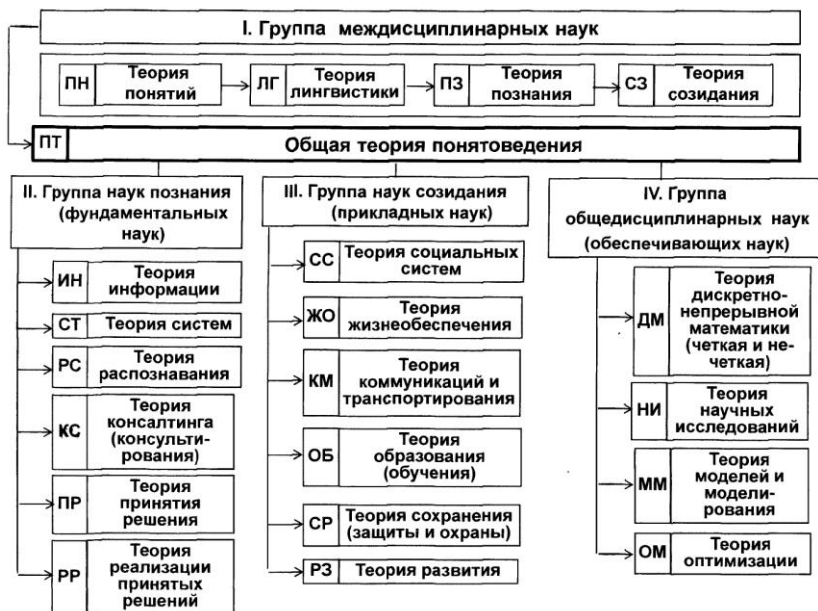 I. Группа междисциплинарных наук
ПН
Теория
понятий
ЛГ
Теория
лингвистики
ПЗ
Теория
познания
СЗ
Теория
созидания
ПТ
Общая теория понятоведения
II. Группа наук познания
(фундаментальных
наук)
ИН
Теория
информации
СТ
Теория систем
РС
Теория
распознавания
КС
Теория
консалтинга
(консульти-
рования)
ПР
Теория
принятия
решения
РР
Теория
реализации
принятых
решений
III. Группа наук созидания
(прикладных наук)
СС
Теория социальных
систем
ЖО
Теория
жизнеобеспечения
КМ
Теория
коммуникаций и
транспортирования
ОБ
Теория
образования
(обучения)
СР
Теория сохранения
(защиты и охраны)
РЗ
Теория развития
IV. Группа
общедисциплинарных наук
(обеспечивающих наук)
ДМ
Теория
дискретно-
непрерывной
математики
(четкая и не-
четкая)
НИ
Теория
научных
исследований
ММ
Теория
моделей и
модели-
рования
ОМ
Теория
оптимизации